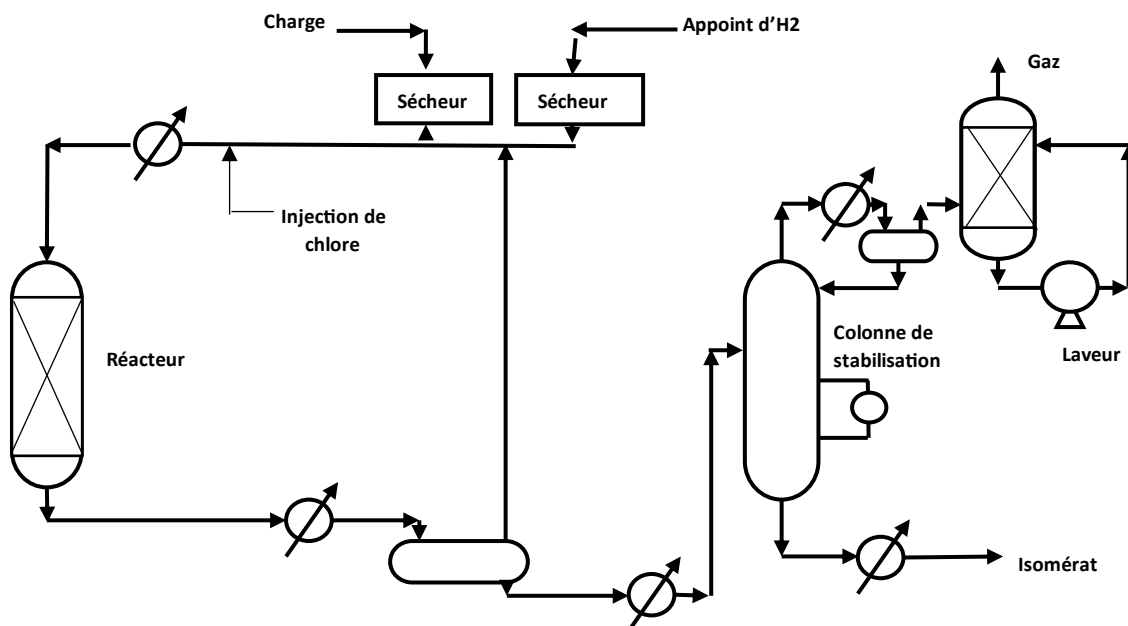 Charge
Appoint d'H2
Gaz
Sécheur
Sécheur
Injection de
chlore
Réacteur
Colonne de
stabilisation
Laveur
Isomérat